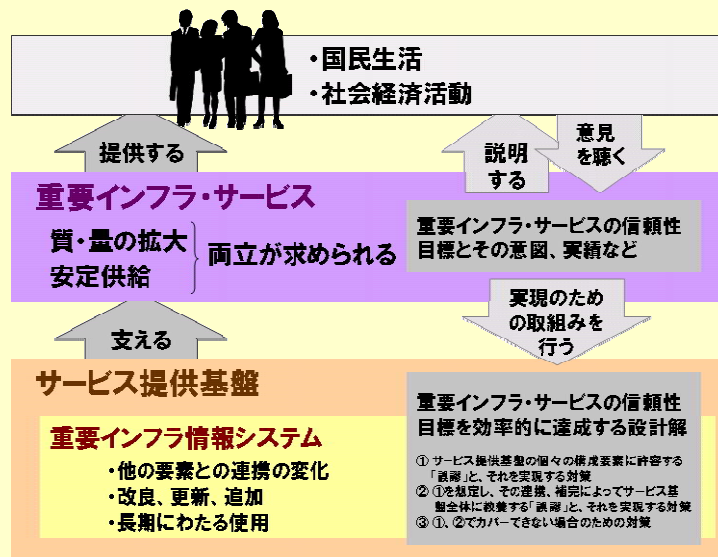 ・国民生活
・社会経済活動
提供する
説明
する
意見
を聴く
重要インフラ・サービス
質・量の拡大
安定供給
両立が求められる
重要インフラ・サービスの信頼性
目標とその意図、実績など
支える
実現のため
の取組みを
行う
サービス提供基盤
重要インフラ情報システム
・他の要素との連携の変化
・改良、更新、追加
・長期にわたる使用
重要インフラ・サービスの信頼性
目標を効率的に達成する設計解
① サービス提供基盤の個々の構成要素に許容する
「誤謬」と、それを実現する対策
② ①を想定し、その連携、補完によってサービス基
盤全体に許容する「誤謬」と、それを実現する対策
③ ①、②でカバーできない場合のための対策